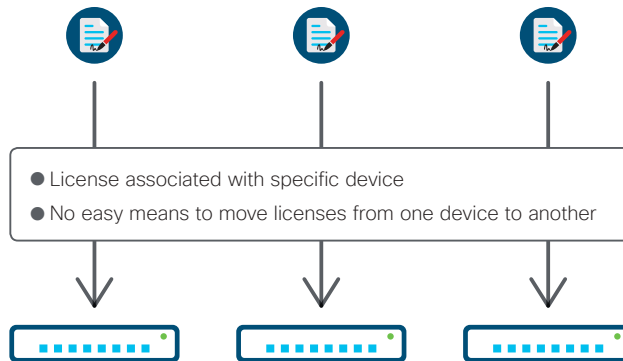 ● License associated with specific device
● No easy means to move licenses from one device to another